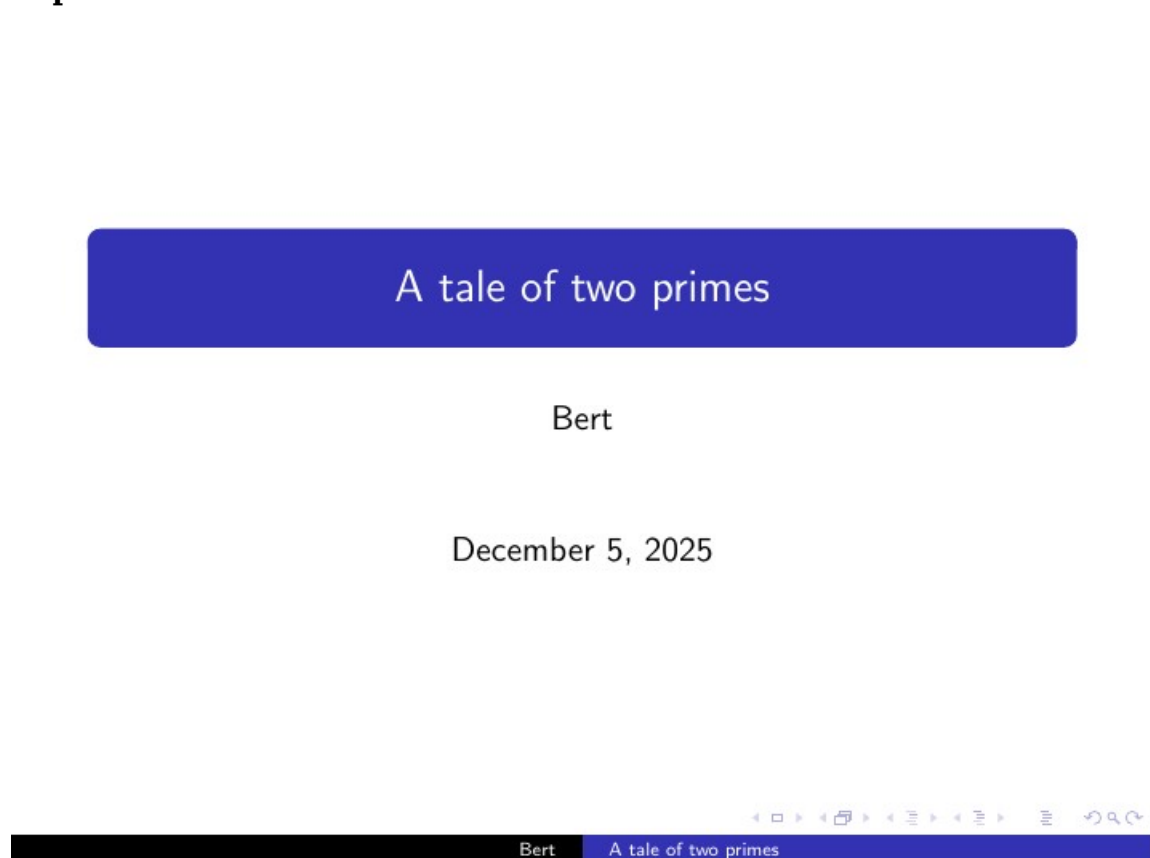 A tale of two primes
Bert
December 5, 2025
Bert A tale of two primes